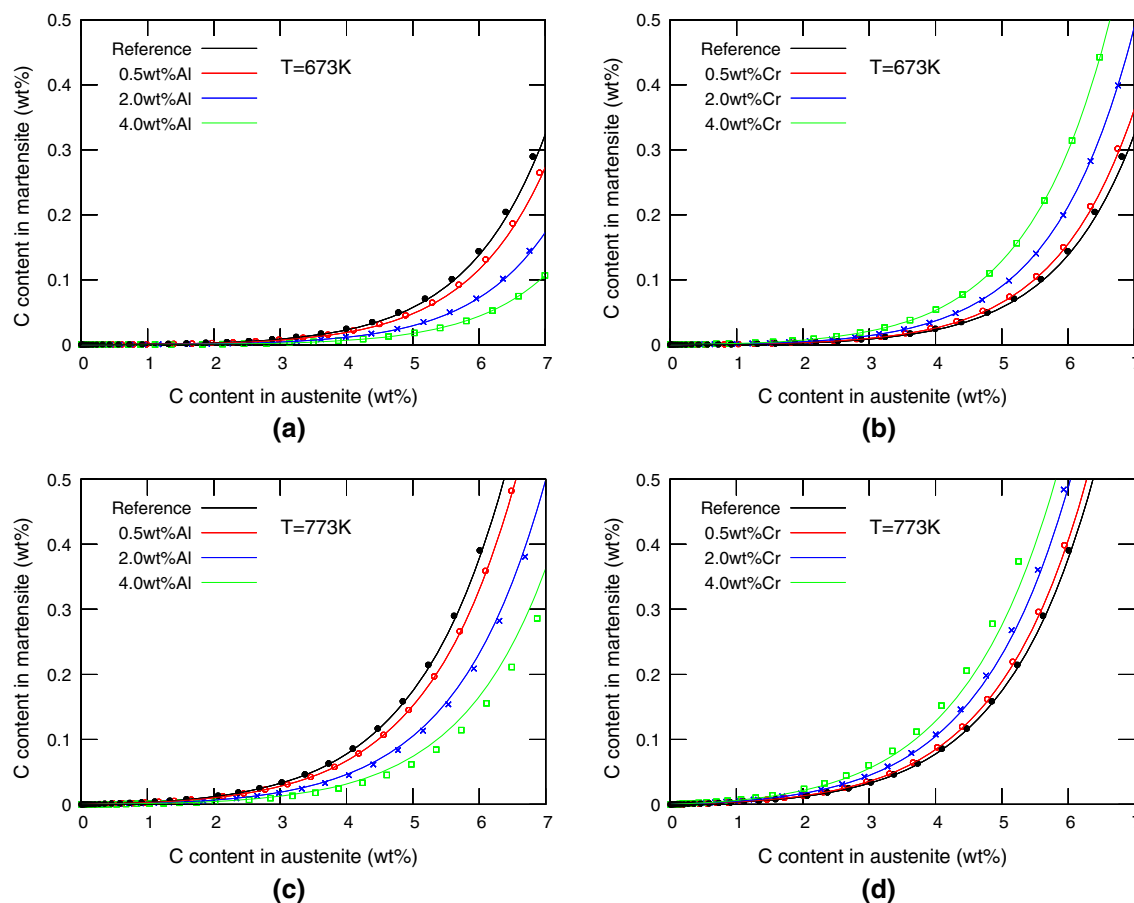 C content in martensite (wt%)
0.5
0.4
0.3
0.2
0.1
0
Reference
0.5wt%Al
2.0wt%Al
4.0wt%Al
T=673K
0 1 2 3 4 5 6 7
C content in austenite (wt%)
(a)
C content in martensite (wt%)
0.5
0.4
0.3
0.2
0.1
0
Reference
0.5wt%Cr
2.0wt%Cr
4.0wt%Cr
T=673K
0 1 2 3 4 5 6 7
C content in austenite (wt%)
(b)
C content in martensite (wt%)
0.5
0.4
0.3
0.2
0.1
0
Reference
0.5wt%Al
2.0wt%Al
4.0wt%Al
T=773K
0 1 2 3 4 5 6 7
C content in austenite (wt%)
(c)
C content in martensite (wt%)
0.5
0.4
0.3
0.2
0.1
0
Reference
0.5wt%Cr
2.0wt%Cr
4.0wt%Cr
T=773K
0 1 2 3 4 5 6 7
C content in austenite (wt%)
(d)